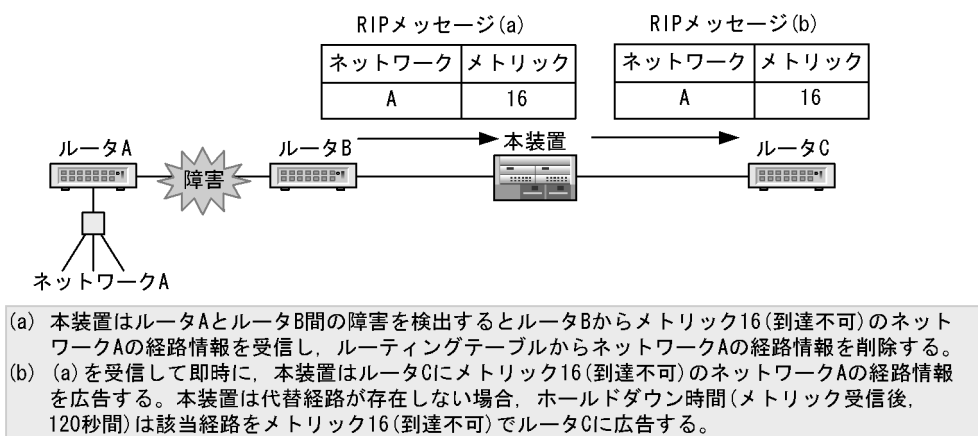 RIPメッセージ(a)
RIPメッセージ(b)
ネットワーク メトリック
A 16
ネットワーク メトリック
A 16
ルータA
障害
ルータB
本装置
ルータC
ネットワークA
(a) 本装置はルータAとルータB間の障害を検出するとルータBからメトリック16(到達不可)のネット
ワークAの経路情報を受信し，ルーティングテーブルからネットワークAの経路情報を削除する。
(b) (a)を受信して即時に，本装置はルータCにメトリック16(到達不可)のネットワークAの経路情報
を広告する。本装置は代替経路が存在しない場合，ホールドダウン時間(メトリック受信後，
120秒間)は該当経路をメトリック16(到達不可)でルータCに広告する。